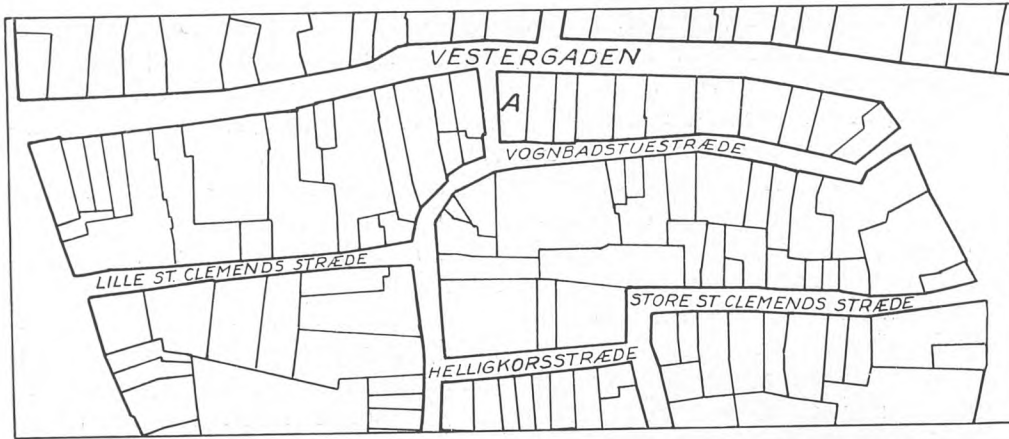 VESTERGADEN
A
VOGNBADSTUESTRÆDE
LILLE ST. CLEMENDS STRÆDE
STORE ST CLEMENDS STRÆDE
HELLIGKORSSTRÆDE